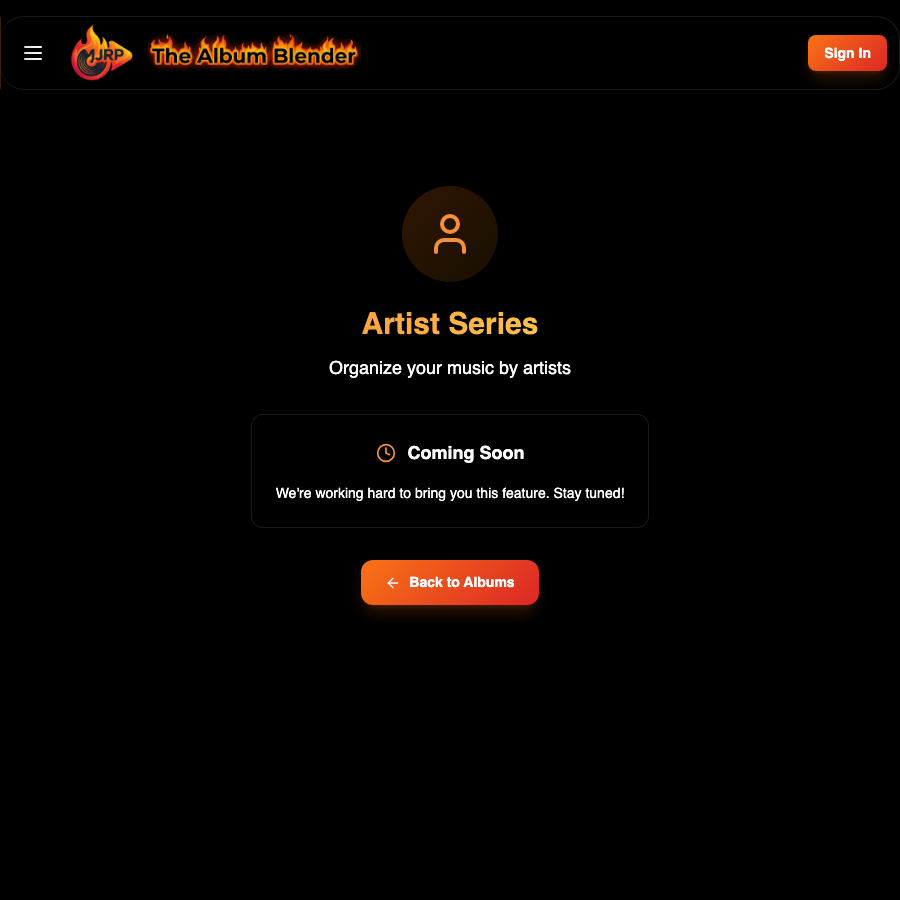 JRP
The Album Blender
Sign In
Artist Series
Organize your music by artists
Coming Soon
We're working hard to bring you this feature. Stay tuned!
Back to Albums